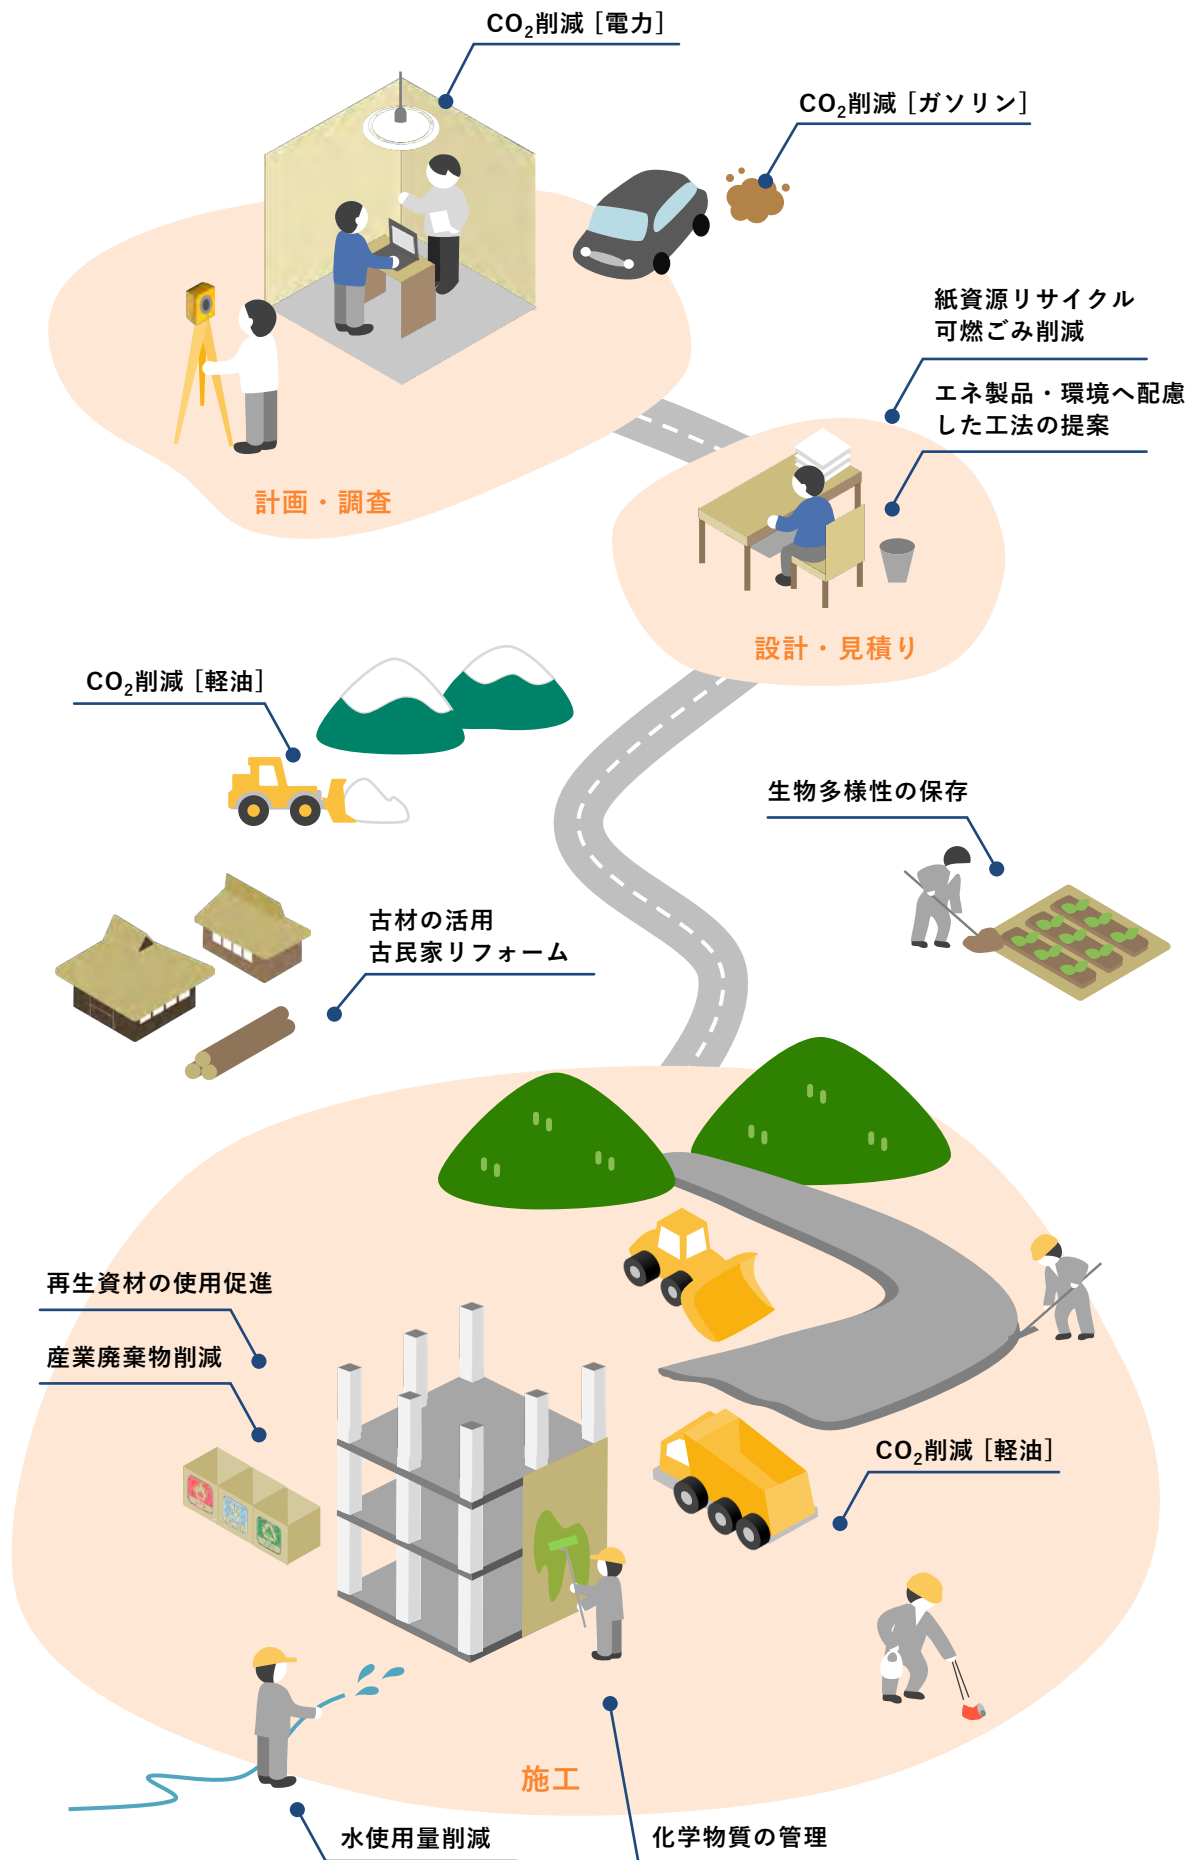 CO₂削減［電力］
CO₂削減［ガソリン］
紙資源リサイクル
可燃ごみ削減
エネ製品・環境へ配慮
した工法の提案
計画・調査
設計・見積り
CO₂削減［軽油］
生物多様性の保存
古材の活用
古民家リフォーム
再生資材の使用促進
産業廃棄物削減
CO₂削減［軽油］
施工
水使用量削減
化学物質の管理